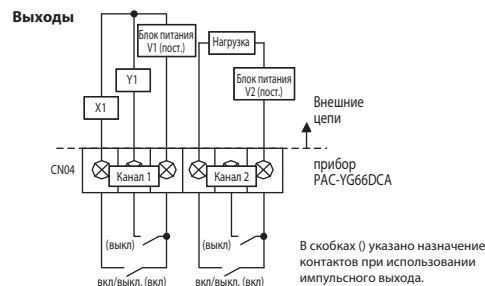 Выходы
Блок питания
V1 (пост.)
Нагрузка
Y1
Блок питания
V2 (пост.)
X1
Внешние
цепи
CN04
Канал 1
Канал 2
прибор
PAC-YG66DCA
(выкл)
(выкл)
вкл/выкл, (вкл)
вкл/выкл, (вкл)
В скобках () указано назначение
контактов при использовании
импульсного выхода.